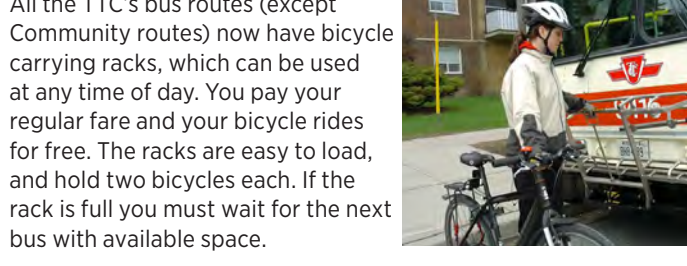 All the TTC's bus routes (except
Community routes) now have bicycle
carrying racks, which can be used
at any time of day. You pay your
regular fare and your bicycle rides
for free. The racks are easy to load,
and hold two bicycles each. If the
rack is full you must wait for the next
bus with available space.